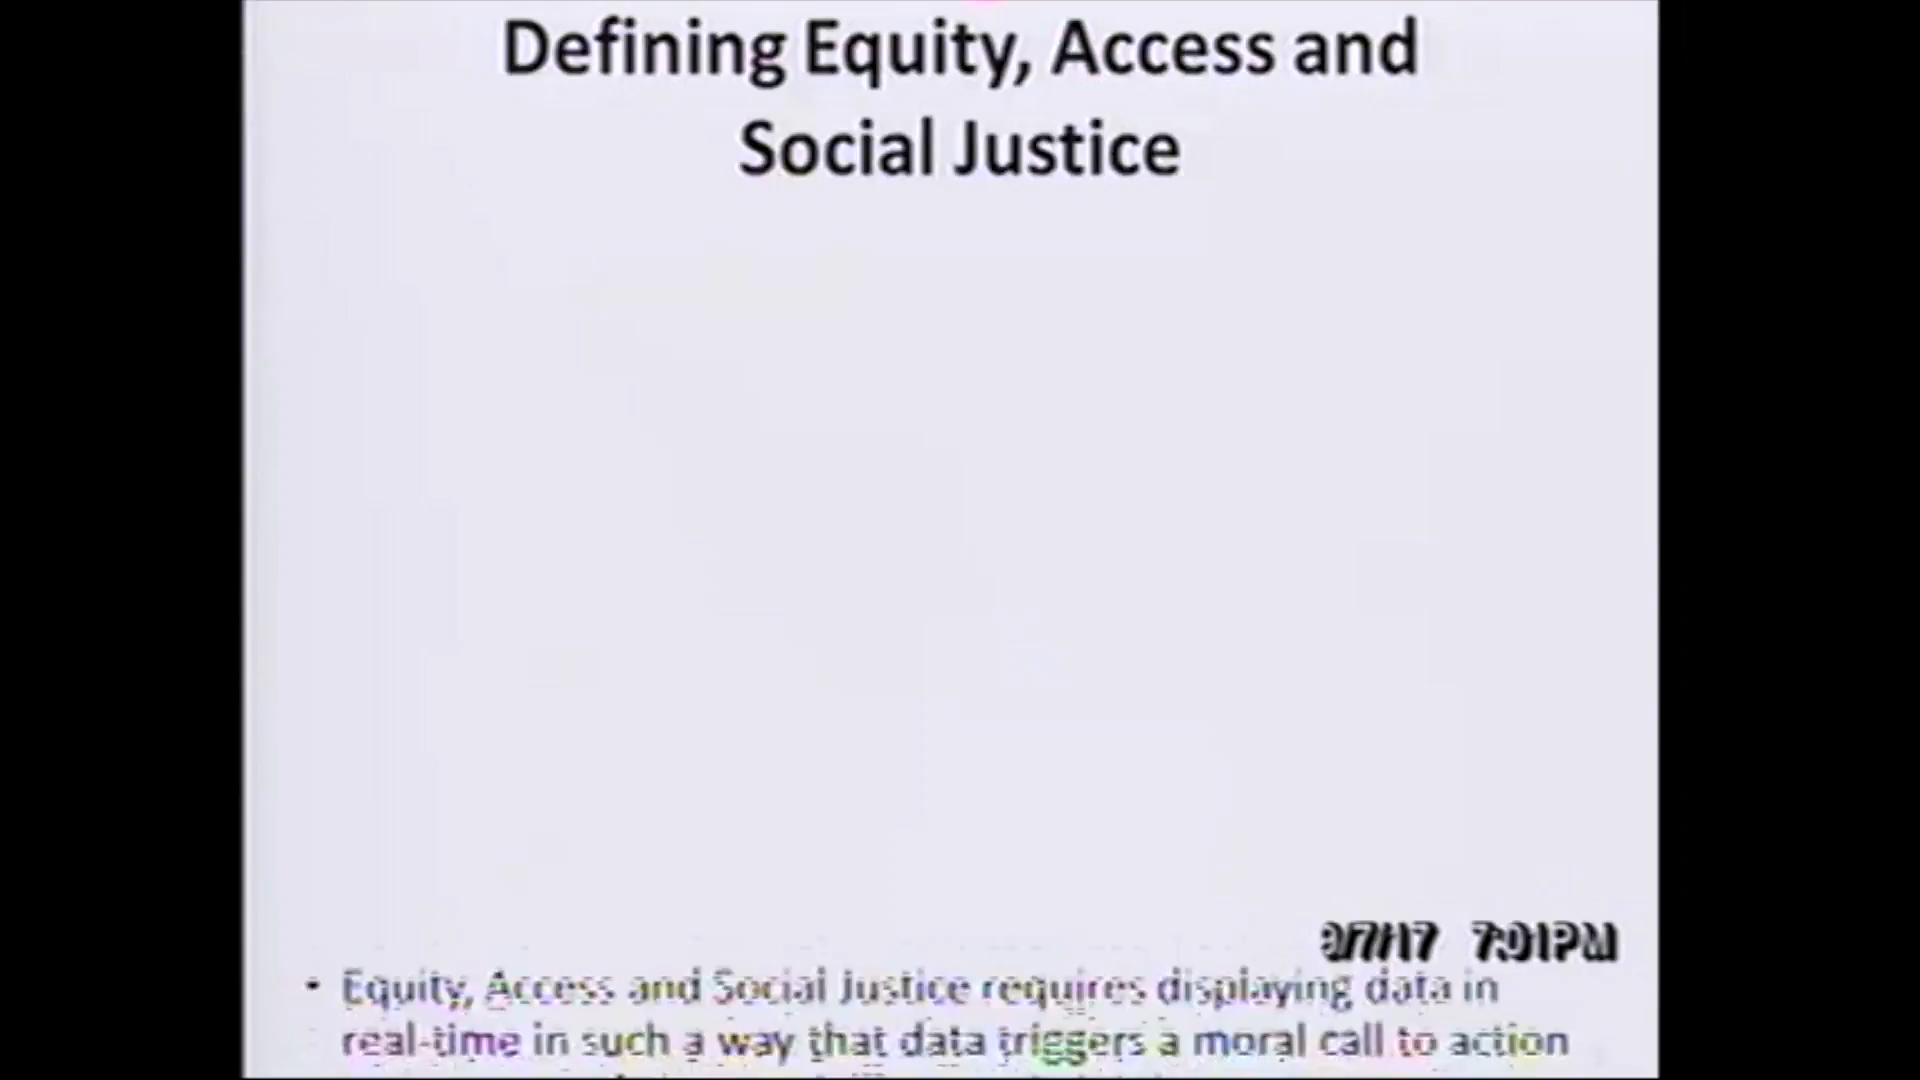 Defining Equity, Access and
Social Justice
9/7/17 7:01PM
• Equity, Access and Social Justice requires displaying data in
real-time in such a way that data triggers a moral call to action